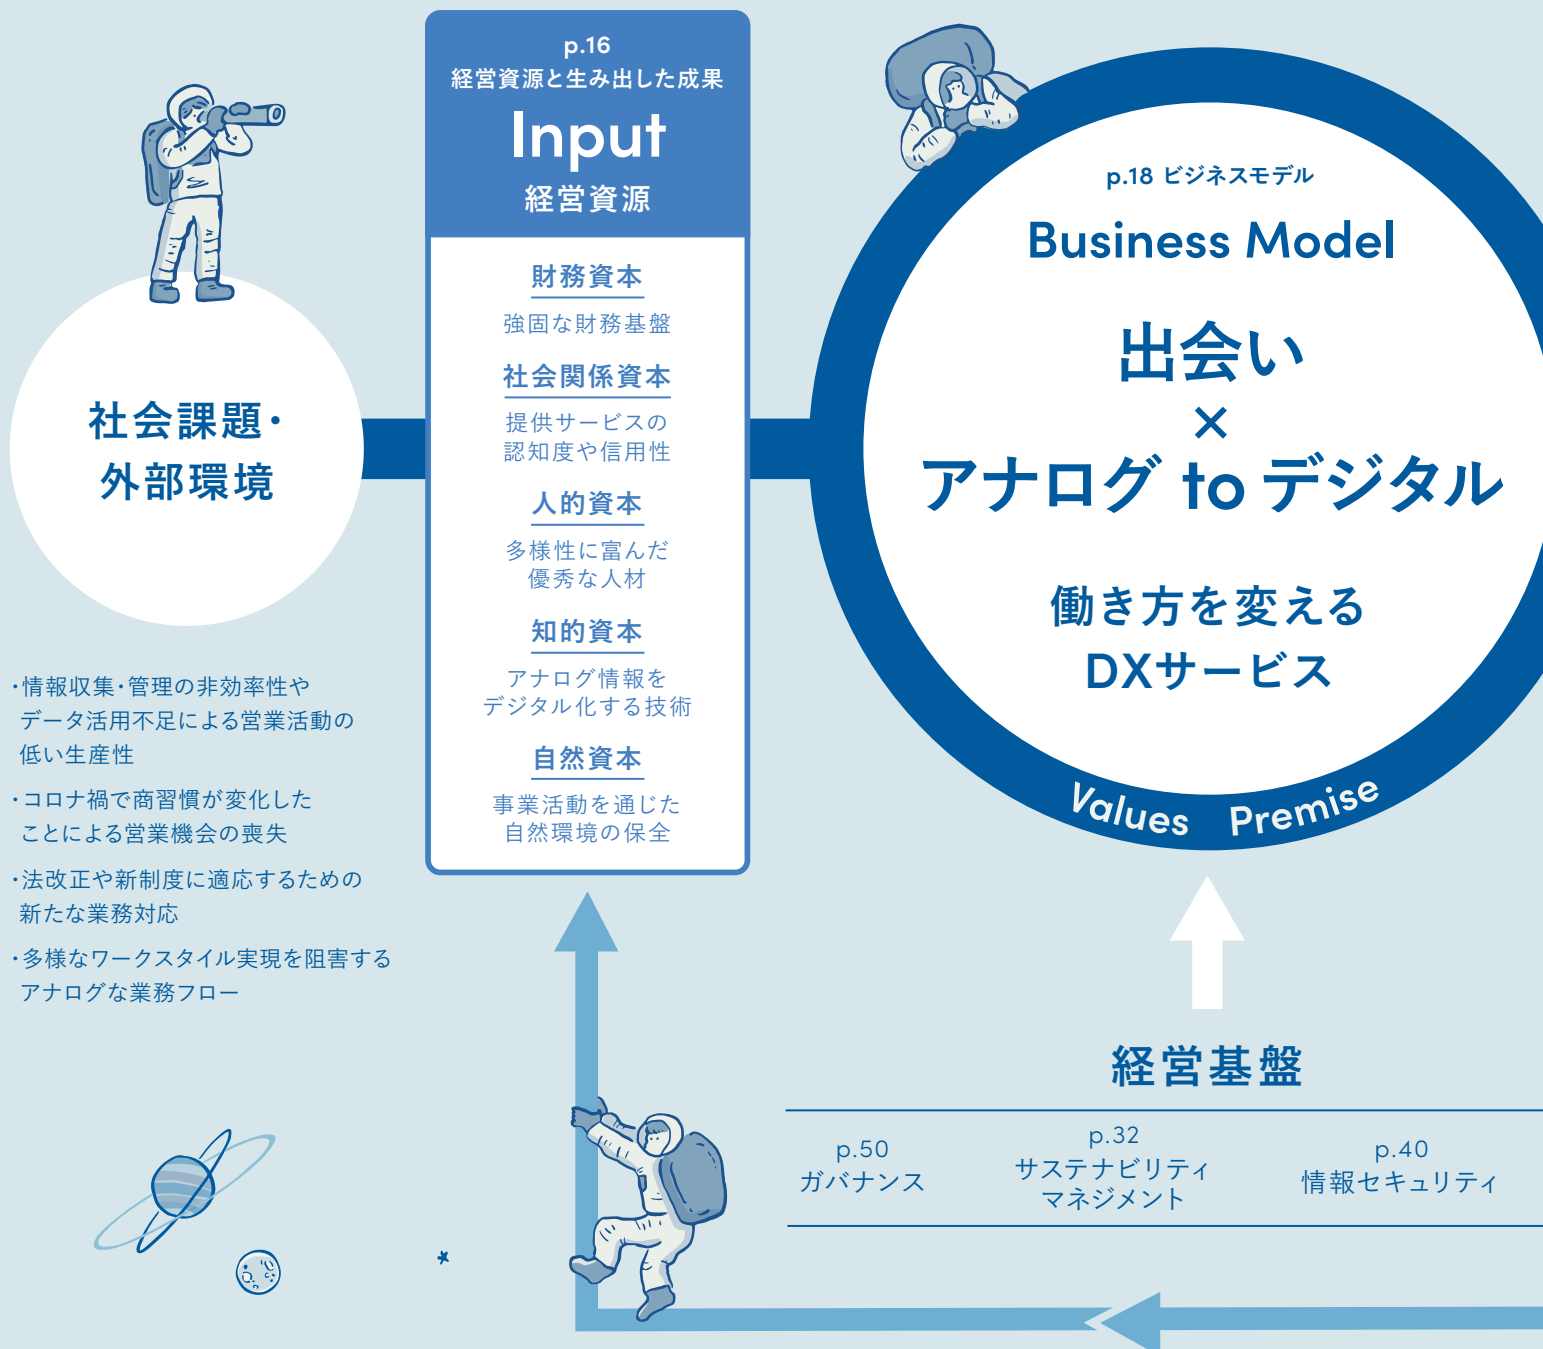 社会課題・
外部環境
・情報収集・管理の非効率性や
データ活用不足による営業活動の
低い生産性
・コロナ禍で商習慣が変化した
ことによる営業機会の喪失
・法改正や新制度に適応するための
新たな業務対応
・多様なワークスタイル実現を阻害する
アナログな業務フロー
p.16
経営資源と生み出した成果
Input
経営資源
財務資本
強固な財務基盤
社会関係資本
提供サービスの
認知度や信用性
人的資本
多様性に富んだ
優秀な人材
知的資本
アナログ情報を
デジタル化する技術
自然資本
事業活動を通じた
自然環境の保全
p.18 ビジネスモデル
Business Model
出会い
×
アナログ to デジタル
働き方を変える
DXサービス
Values Premise
経営基盤
p.50
ガバナンス
p.32
サステナビリティ
マネジメント
p.40
情報セキュリティ